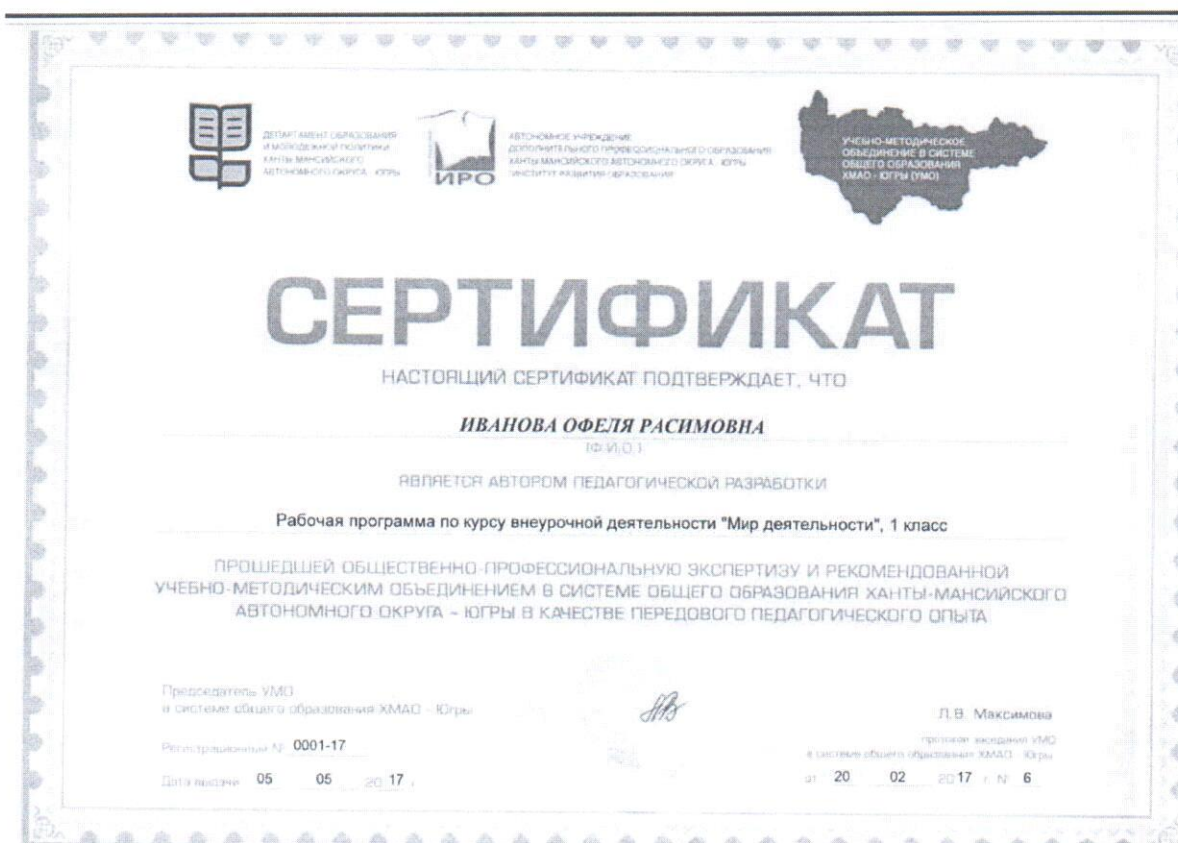 ДЕПАРТАМЕНТ ОБРАЗОВАНИЯ
И МОЛОДЕЖНОЙ ПОЛИТИКИ
ХАНТЫ-МАНСИЙСКОГО
АВТОНОМНОГО ОКРУГА - ЮГРЫ
ИРО
АВТОНОМНОЕ УЧРЕЖДЕНИЕ
ДОПОЛНИТЕЛЬНОГО ПРОФЕССИОНАЛЬНОГО ОБРАЗОВАНИЯ
ХАНТЫ-МАНСИЙСКОГО АВТОНОМНОГО ОКРУГА - ЮГРЫ
"ИНСТИТУТ РАЗВИТИЯ ОБРАЗОВАНИЯ"
УЧЕБНО-МЕТОДИЧЕСКОЕ
ОБЪЕДИНЕНИЕ В СИСТЕМЕ
ОБЩЕГО ОБРАЗОВАНИЯ
ХМАО - ЮГРЫ (УМО)
СЕРТИФИКАТ
НАСТОЯЩИЙ СЕРТИФИКАТ ПОДТВЕРЖДАЕТ, ЧТО
ИВАНОВА ОФЕЛЯ РАСИМОВНА
(Ф.И.О.)
ЯВЛЯЕТСЯ АВТОРОМ ПЕДАГОГИЧЕСКОЙ РАЗРАБОТКИ
Рабочая программа по курсу внеурочной деятельности "Мир деятельности", 1 класс
ПРОШЕДШЕЙ ОБЩЕСТВЕННО-ПРОФЕССИОНАЛЬНУЮ ЭКСПЕРТИЗУ И РЕКОМЕНДОВАННОЙ
УЧЕБНО-МЕТОДИЧЕСКИМ ОБЪЕДИНЕНИЕМ В СИСТЕМЕ ОБЩЕГО ОБРАЗОВАНИЯ ХАНТЫ-МАНСИЙСКОГО
АВТОНОМНОГО ОКРУГА – ЮГРЫ В КАЧЕСТВЕ ПЕРЕДОВОГО ПЕДАГОГИЧЕСКОГО ОПЫТА
Председатель УМО
в системе общего образования ХМАО - Югры
Л.В. Максимова
Регистрационный № 0001-17
протокол заседания УМО
в системе общего образования ХМАО - Югры
Дата выдачи 05 05 2017 г.
от 20 02 2017 г. № 6